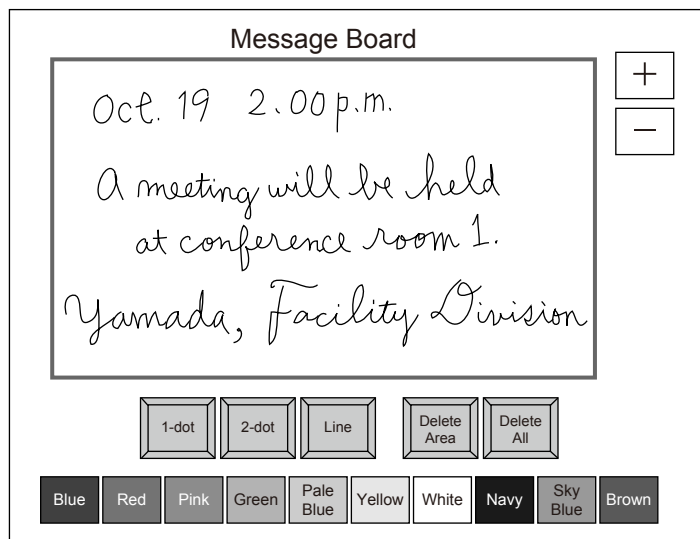 Message Board
+
Oct. 19 2.00 p.m.
−
A meeting will be held
at conference room 1.
Yamada, Facility Division
1-dot 2-dot Line Delete Area Delete All
Blue Red Pink Green Pale Blue Yellow White Navy Sky Blue Brown